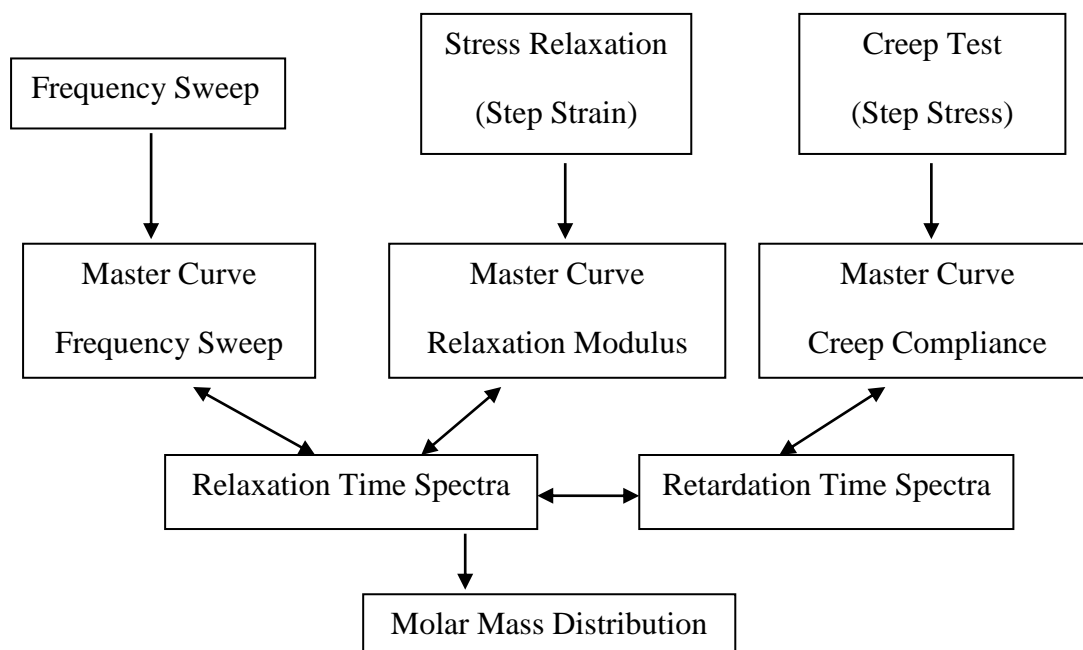 Frequency Sweep
Stress Relaxation
(Step Strain)
Creep Test
(Step Stress)
Master Curve
Frequency Sweep
Master Curve
Relaxation Modulus
Master Curve
Creep Compliance
Relaxation Time Spectra
Retardation Time Spectra
Molar Mass Distribution